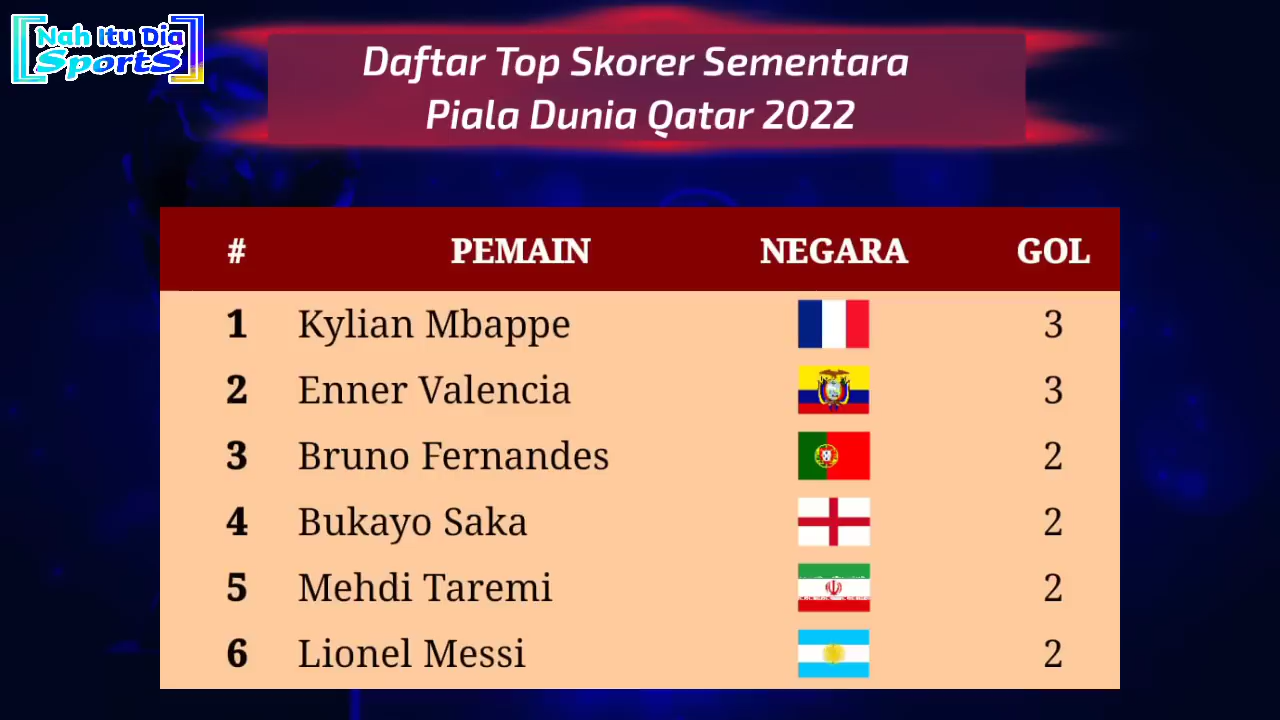 Nah Itu Dia
SportS
Daftar Top Skorer Sementara
Piala Dunia Qatar 2022
# PEMAIN NEGARA GOL
1 Kylian Mbappe 3
2 Enner Valencia 3
3 Bruno Fernandes 2
4 Bukayo Saka 2
5 Mehdi Taremi 2
6 Lionel Messi 2